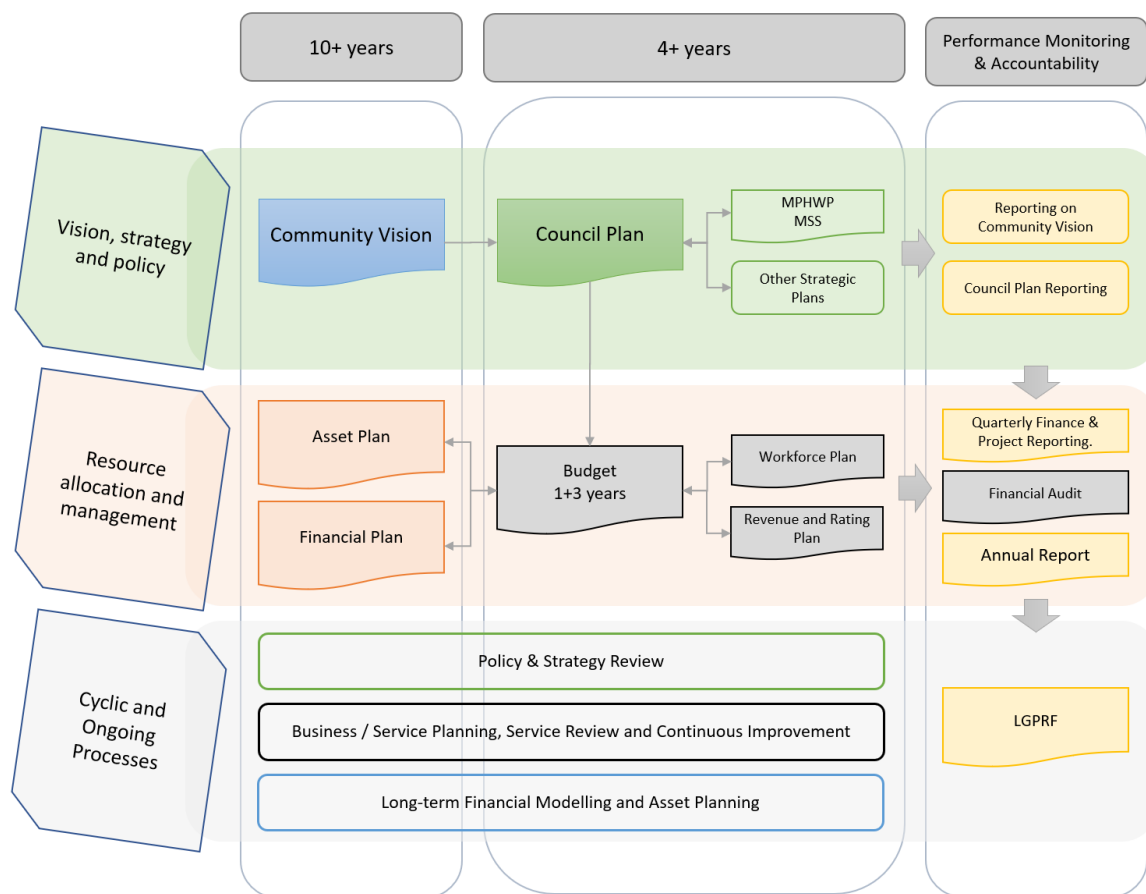 10+ years
4+ years
Performance Monitoring
& Accountability
Vision, strategy
and policy
Community Vision
Council Plan
MPHWP
MSS
Other Strategic
Plans
Reporting on
Community Vision
Council Plan Reporting
Resource
allocation and
management
Asset Plan
Financial Plan
Budget
1+3 years
Workforce Plan
Revenue and Rating
Plan
Quarterly Finance &
Project Reporting.
Financial Audit
Annual Report
Cyclic and
Ongoing
Processes
Policy & Strategy Review
Business / Service Planning, Service Review and Continuous Improvement
Long-term Financial Modelling and Asset Planning
LGPRF